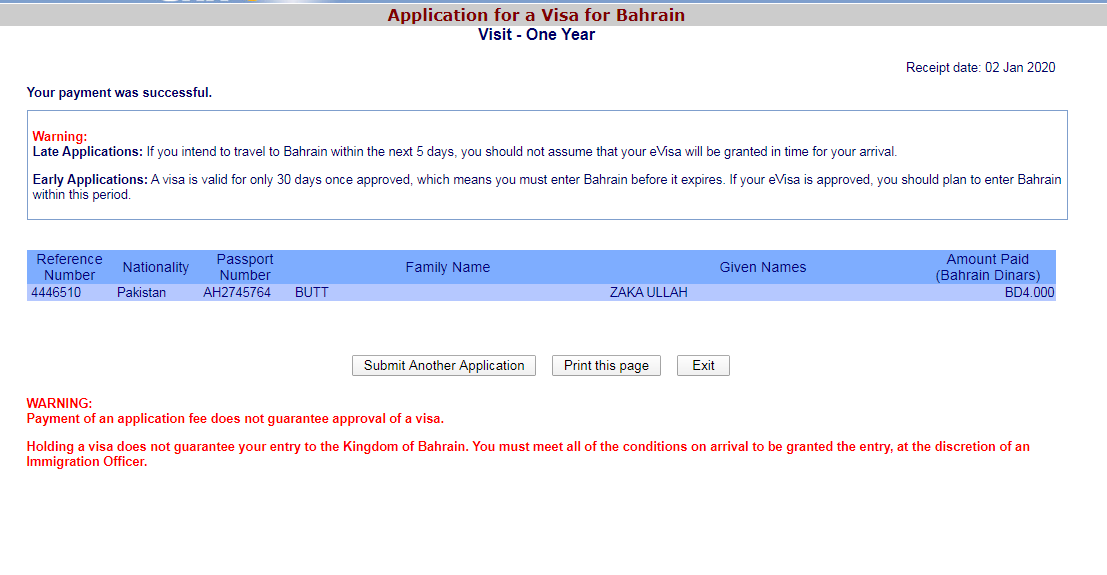 Application for a Visa for Bahrain
Visit - One Year
Receipt date: 02 Jan 2020
Your payment was successful.
Warning:
Late Applications: If you intend to travel to Bahrain within the next 5 days, you should not assume that your eVisa will be granted in time for your arrival.
Early Applications: A visa is valid for only 30 days once approved, which means you must enter Bahrain before it expires. If your eVisa is approved, you should plan to enter Bahrain
within this period.
Reference Number Nationality Passport Number Family Name Given Names Amount Paid (Bahrain Dinars)
4446510 Pakistan AH2745764 BUTT ZAKA ULLAH BD4.000
Submit Another Application Print this page Exit
WARNING:
Payment of an application fee does not guarantee approval of a visa.
Holding a visa does not guarantee your entry to the Kingdom of Bahrain. You must meet all of the conditions on arrival to be granted the entry, at the discretion of an
Immigration Officer.